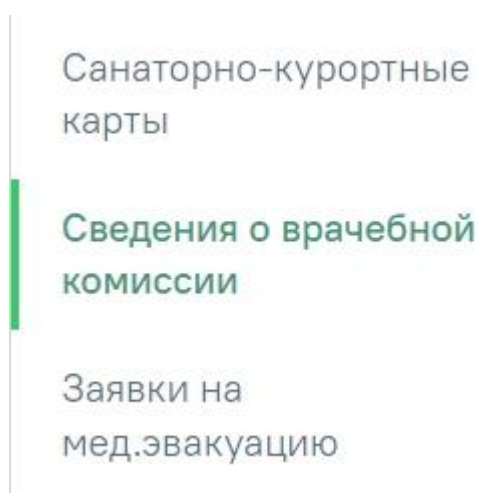 Санаторно-курортные
карты
Сведения о врачебной
комиссии
Заявки на
мед.эвакуацию